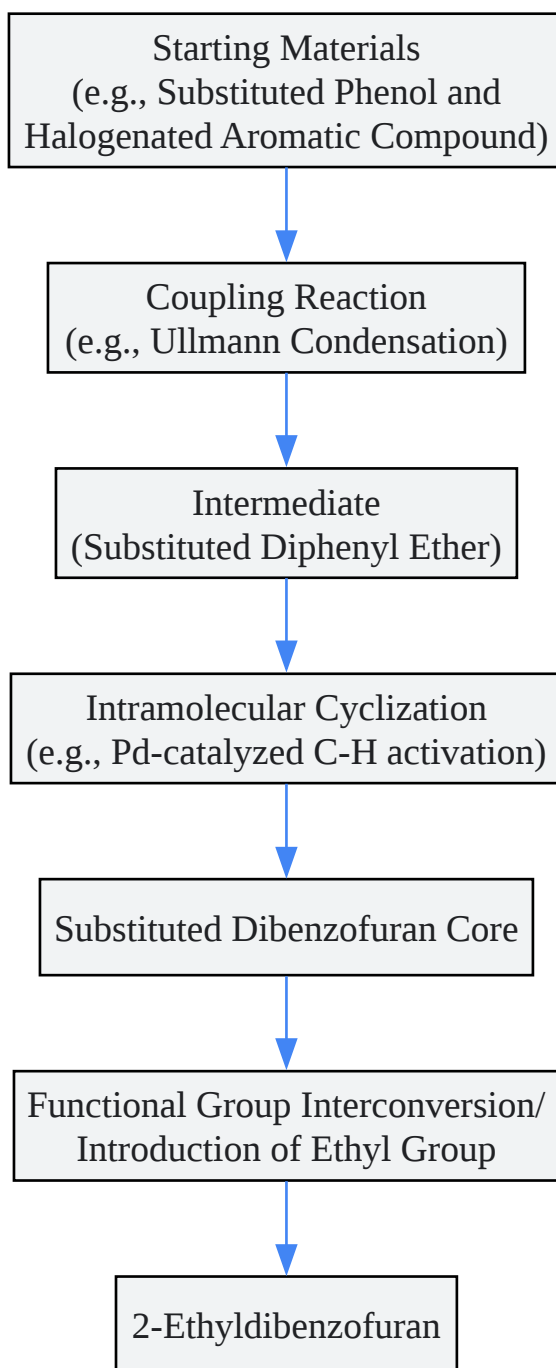 Starting Materials
(e.g., Substituted Phenol and
Halogenated Aromatic Compound)
Coupling Reaction
(e.g., Ullmann Condensation)
Intermediate
(Substituted Diphenyl Ether)
Intramolecular Cyclization
(e.g., Pd-catalyzed C-H activation)
Substituted Dibenzofuran Core
Functional Group Interconversion/
Introduction of Ethyl Group
2-Ethyldibenzofuran